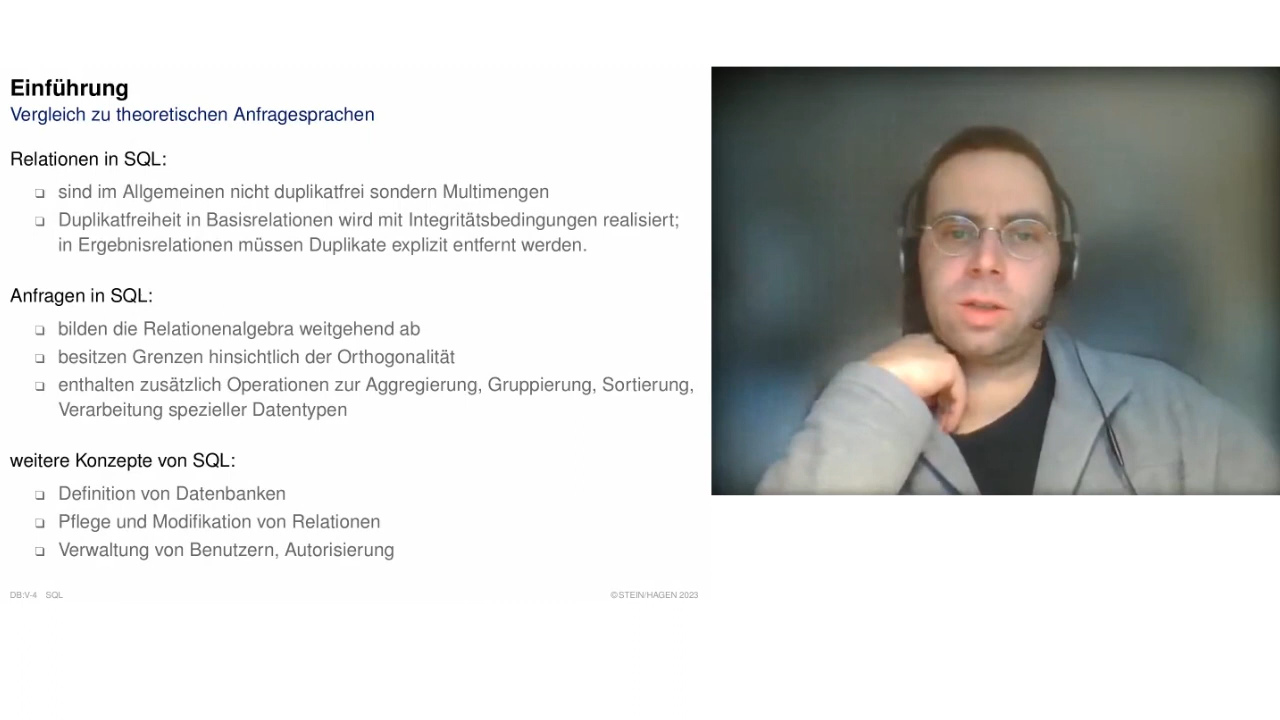 Einführung
Vergleich zu theoretischen Anfragesprachen
Relationen in SQL:
❑ sind im Allgemeinen nicht duplikatfrei sondern Multimengen
❑ Duplikatfreiheit in Basisrelationen wird mit Integritätsbedingungen realisiert;
in Ergebnisrelationen müssen Duplikate explizit entfernt werden.
Anfragen in SQL:
❑ bilden die Relationenalgebra weitgehend ab
❑ besitzen Grenzen hinsichtlich der Orthogonalität
❑ enthalten zusätzlich Operationen zur Aggregierung, Gruppierung, Sortierung,
Verarbeitung spezieller Datentypen
weitere Konzepte von SQL:
❑ Definition von Datenbanken
❑ Pflege und Modifikation von Relationen
❑ Verwaltung von Benutzern, Autorisierung
DB:V-4 SQL ©STEIN/HAGEN 2023